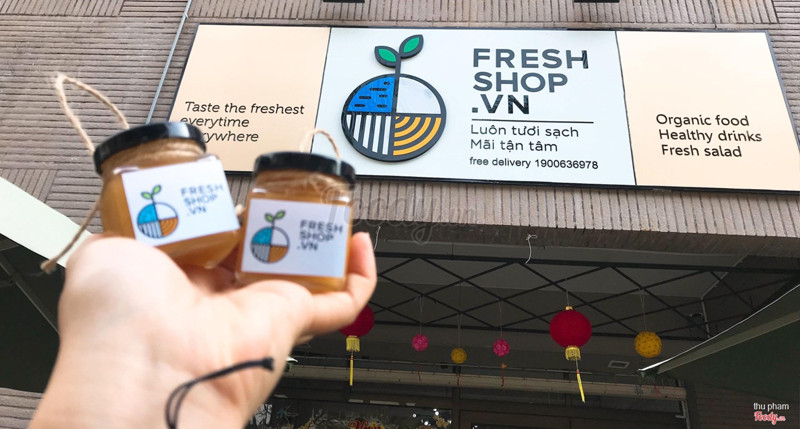 Taste the freshest
everytime
everywhere
FRESH
SHOP
.VN
Luôn tươi sạch
Mãi tận tâm
free delivery 1900636978
Organic food
Healthy drinks
Fresh salad
FRESH
SHOP
.VN
FRESH
SHOP
.VN
thu pham
Foody.vn